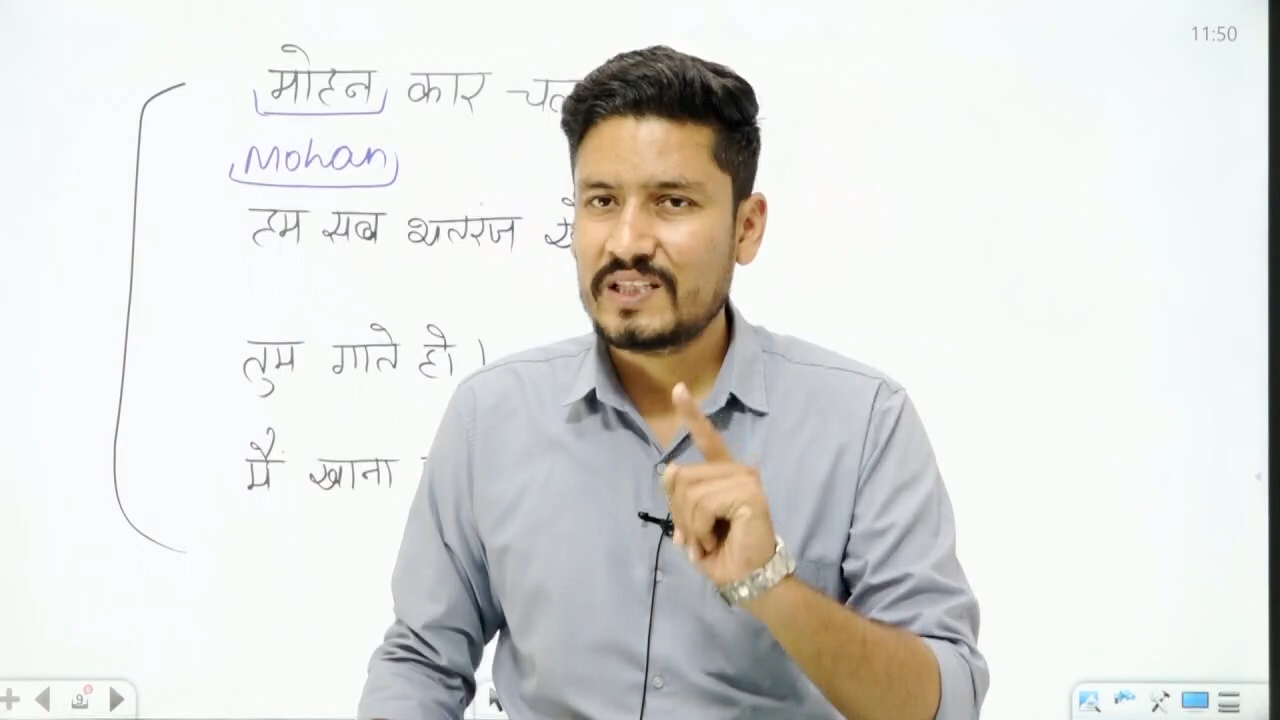 11:50
मोहन कार
Mohan
हम सब शतरंज
तुम गाते हो।
मैं खाना